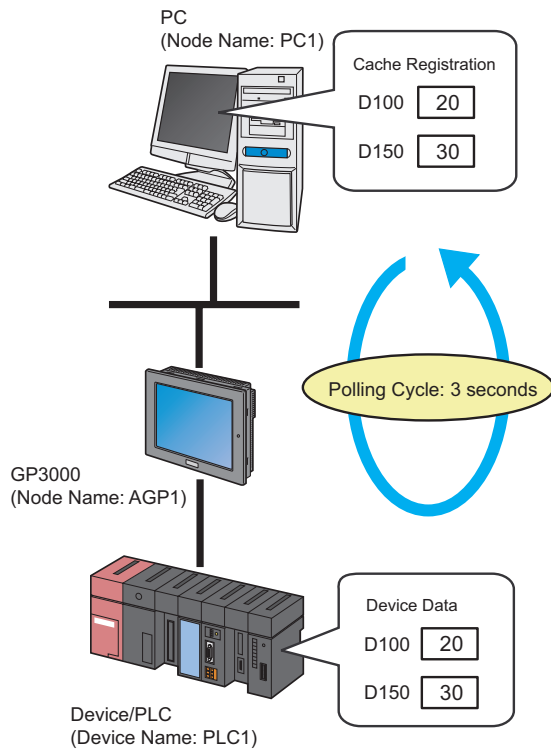 PC
(Node Name: PC1)
Cache Registration
D100 20
D150 30
Polling Cycle: 3 seconds
GP3000
(Node Name: AGP1)
Device Data
D100 20
D150 30
Device/PLC
(Device Name: PLC1)